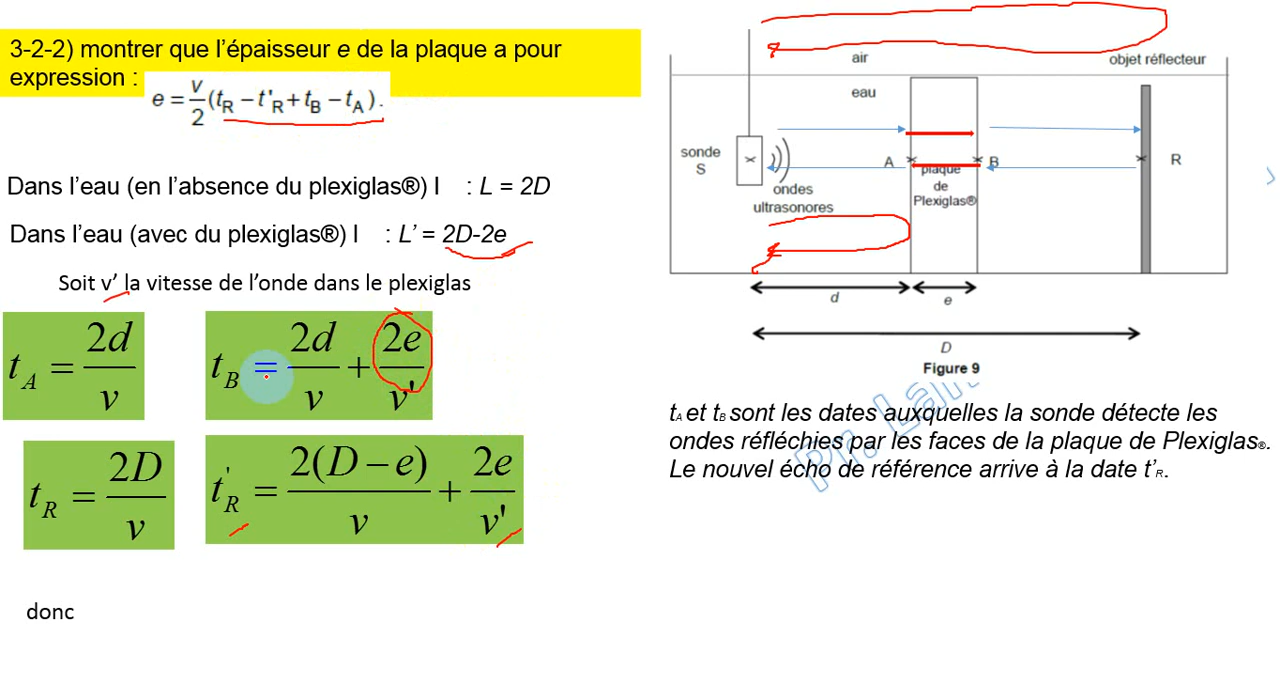 3-2-2) montrer que l’épaisseur e de la plaque a pour
expression :
e = v/2 (tR – t'R + tB – tA).
Dans l’eau (en l’absence du plexiglas®) l : L = 2D
Dans l’eau (avec du plexiglas®) l : L’ = 2D-2e
Soit v’ la vitesse de l’onde dans le plexiglas
tA = 2d/v
tB = 2d/v + 2e/v'
tR = 2D/v
t'R = 2(D – e)/v + 2e/v'
donc
air
objet réflecteur
eau
sonde
S
A
B
R
plaque
de
Plexiglas®
ondes
ultrasonores
d
e
D
Figure 9
tA et tB sont les dates auxquelles la sonde détecte les
ondes réfléchies par les faces de la plaque de Plexiglas®.
Le nouvel écho de référence arrive à la date t’R.